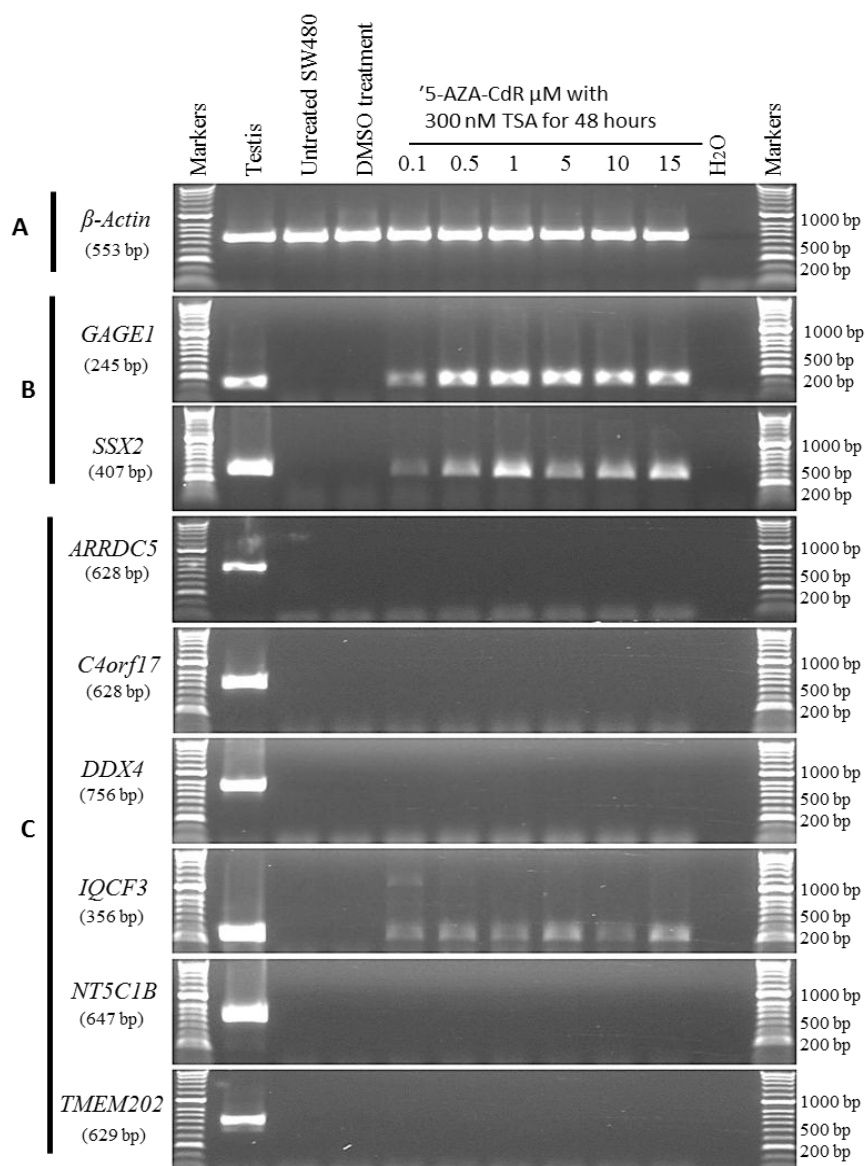 Markers
Testis
Untreated SW480
DMSO treatment
'5-AZA-CdR µM with
300 nM TSA for 48 hours
0.1 0.5 1 5 10 15
H2O
Markers
A
β-Actin
(553 bp)
1000 bp
500 bp
200 bp
B
GAGE1
(245 bp)
1000 bp
500 bp
200 bp
SSX2
(407 bp)
1000 bp
500 bp
200 bp
C
ARRDC5
(628 bp)
1000 bp
500 bp
200 bp
C4orf17
(628 bp)
1000 bp
500 bp
200 bp
DDX4
(756 bp)
1000 bp
500 bp
200 bp
IQCF3
(356 bp)
1000 bp
500 bp
200 bp
NT5C1B
(647 bp)
1000 bp
500 bp
200 bp
TMEM202
(629 bp)
1000 bp
500 bp
200 bp